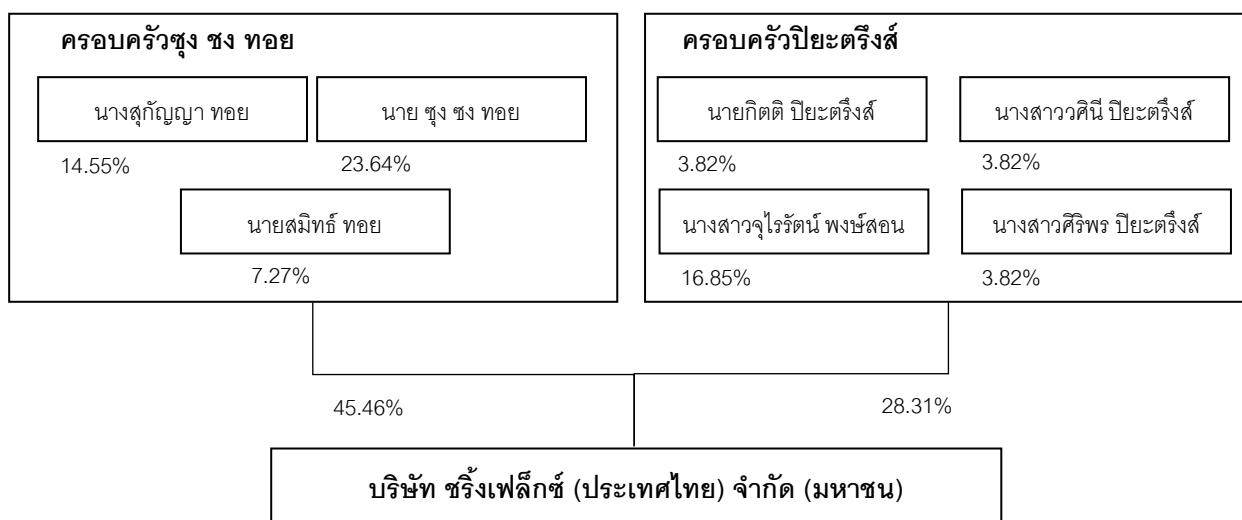 ครอบครัวซุง ซง ทอย
นางสุกัญญา ทอย
นาย ซุง ซง ทอย
14.55%
23.64%
นายสมิทธ์ ทอย
7.27%
ครอบครัวปิยะตรึงส์
นายกิตติ ปิยะตรึงส์
นางสาววศินี ปิยะตรึงส์
3.82%
3.82%
นางสาวจุไรรัตน์ พงษ์สอน
นางสาวศิริพร ปิยะตรึงส์
16.85%
3.82%
45.46%
28.31%
บริษัท ชริ้งเฟล็กซ์ (ประเทศไทย) จำกัด (มหาชน)